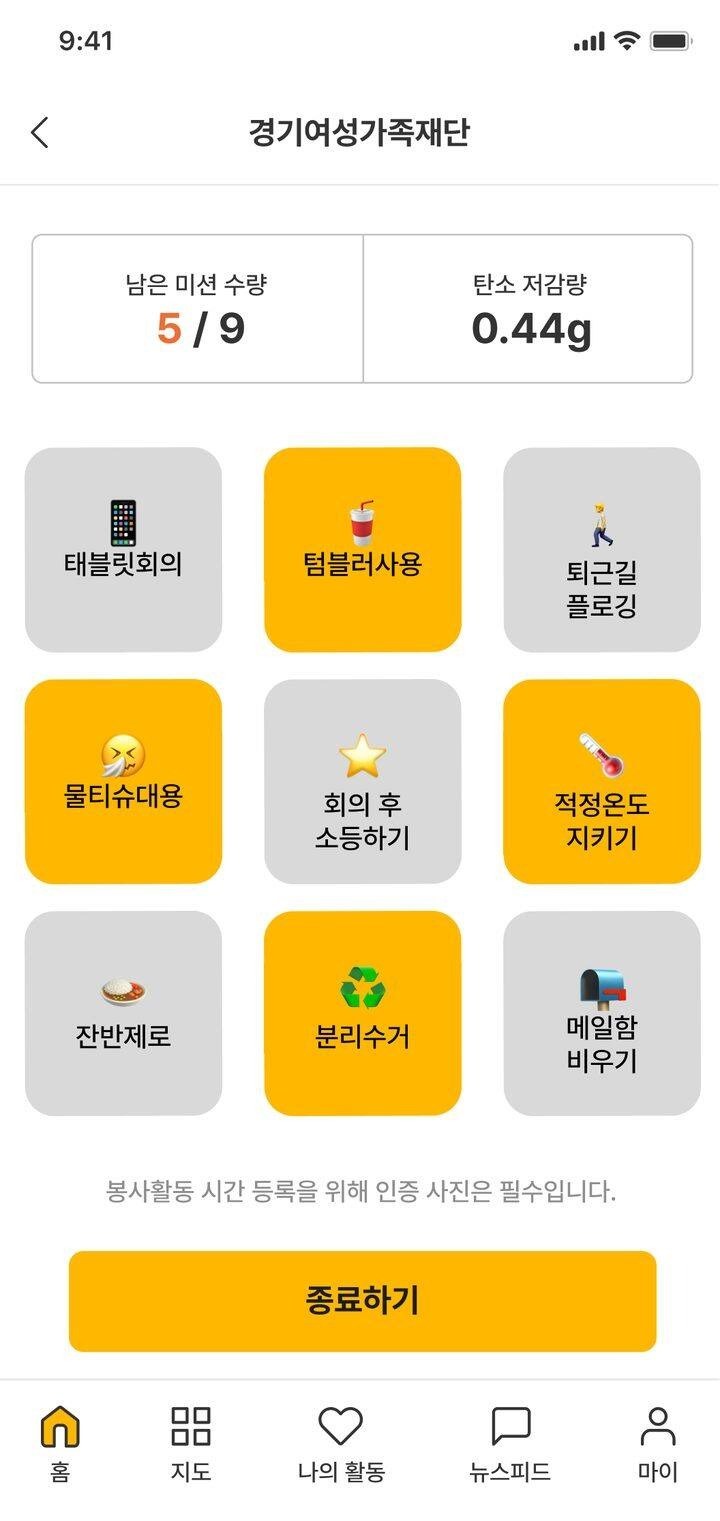 9:41
경기여성가족재단
남은 미션 수량
5 / 9
탄소 저감량
0.44g
태블릿회의
텀블러사용
퇴근길
플로깅
물티슈대용
회의 후
소등하기
적정온도
지키기
잔반제로
분리수거
메일함
비우기
봉사활동 시간 등록을 위해 인증 사진은 필수입니다.
종료하기
홈
지도
나의 활동
뉴스피드
마이